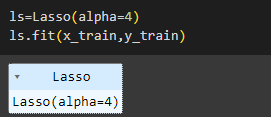 ls=Lasso(alpha=4)
ls.fit(x_train,y_train)
Lasso
Lasso(alpha=4)